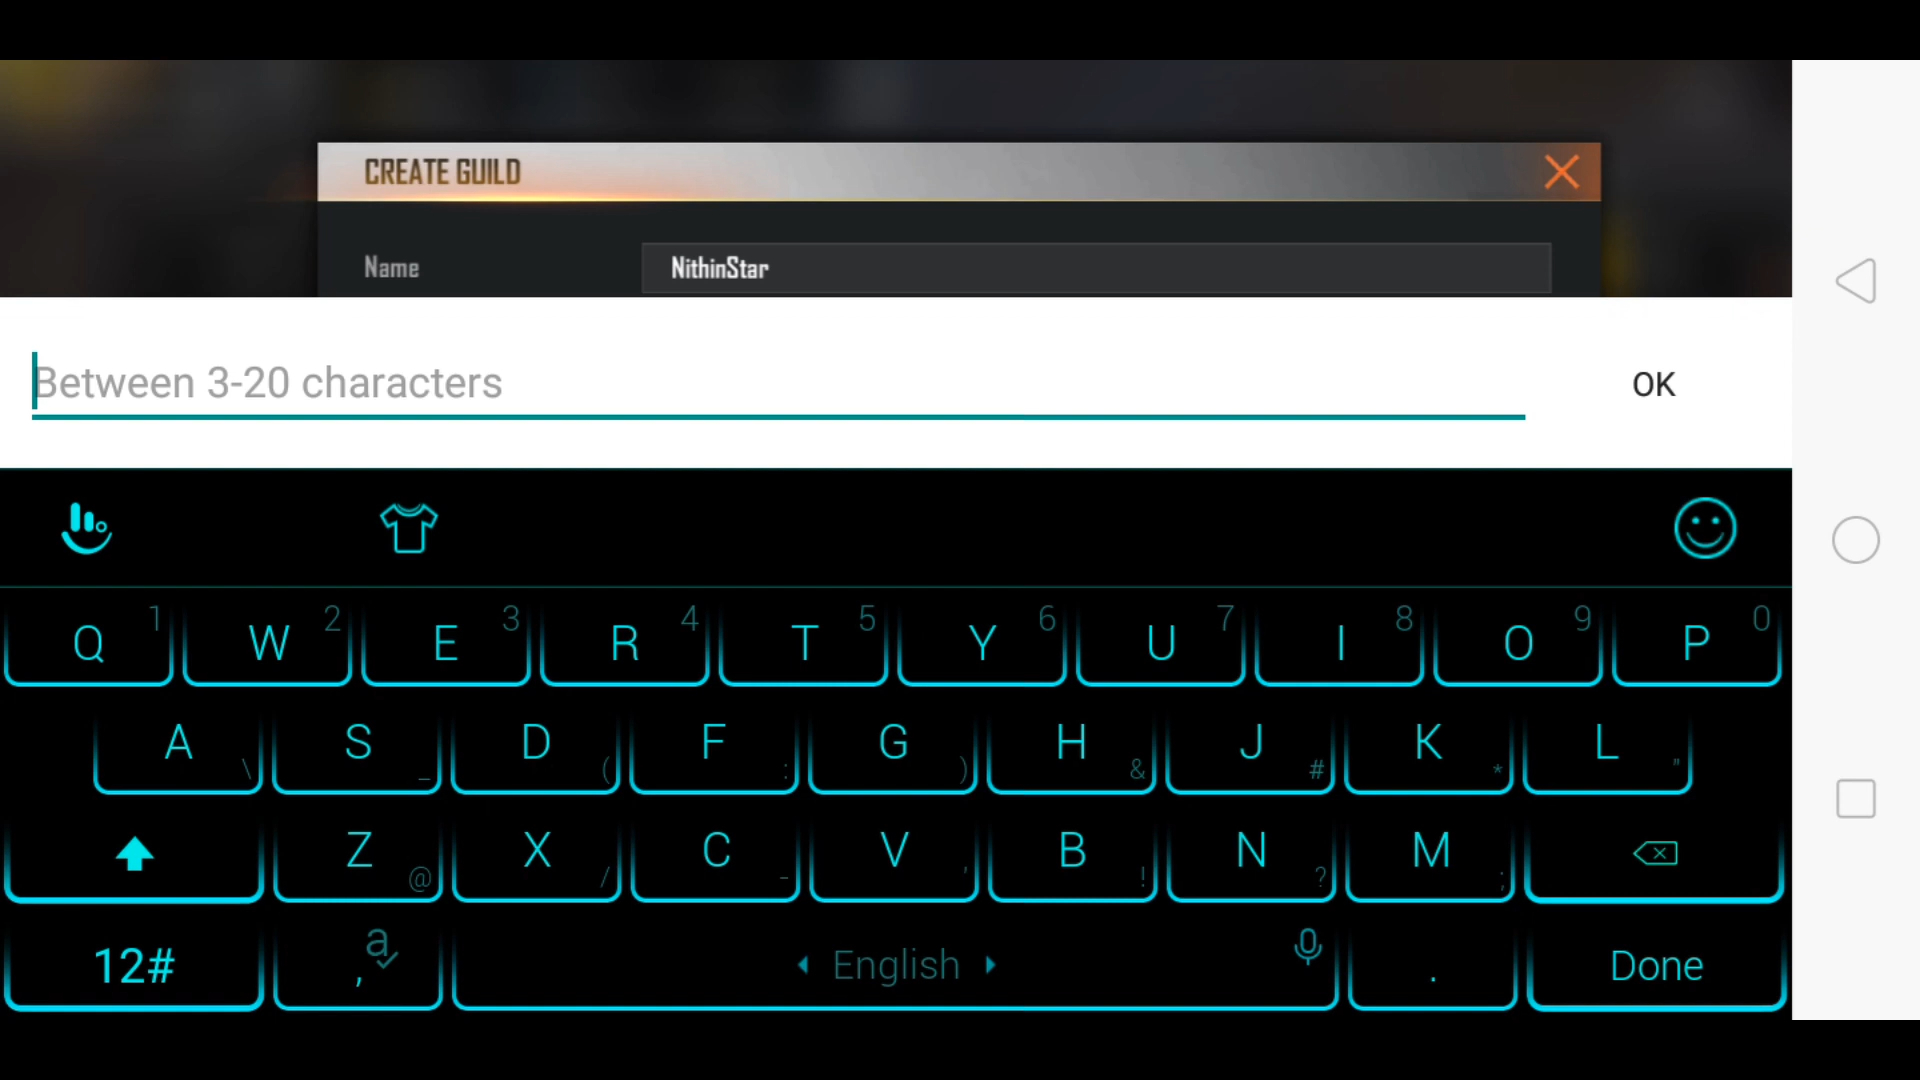 CREATE GUILD
Name NithinStar
Between 3-20 characters OK
Q 1 W 2 E 3 R 4 T 5 Y 6 U 7 I 8 O 9 P 0
A \ S _ D ( F : G ) H & J # K * L "
Z @ X / C - V ' B ! N ? M ;
12# , a English . Done